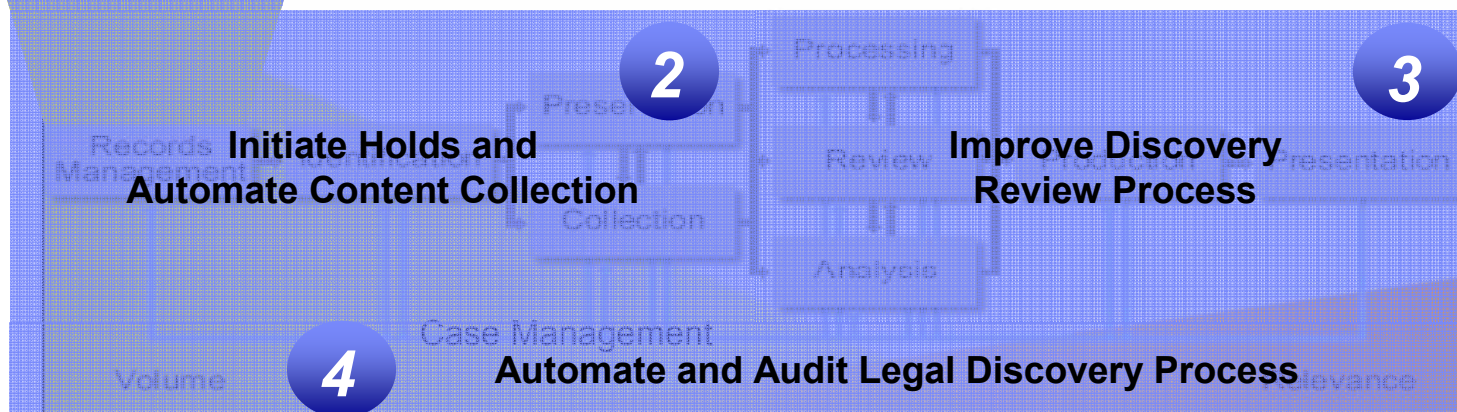 Processing
2
3
Presentation
Initiate Holds and
Automate Content Collection
Records
Management
Identification
Review
Improve Discovery
Review Process
Production
Presentation
Collection
Analysis
Case Management
4
Automate and Audit Legal Discovery Process
Volume
Relevance